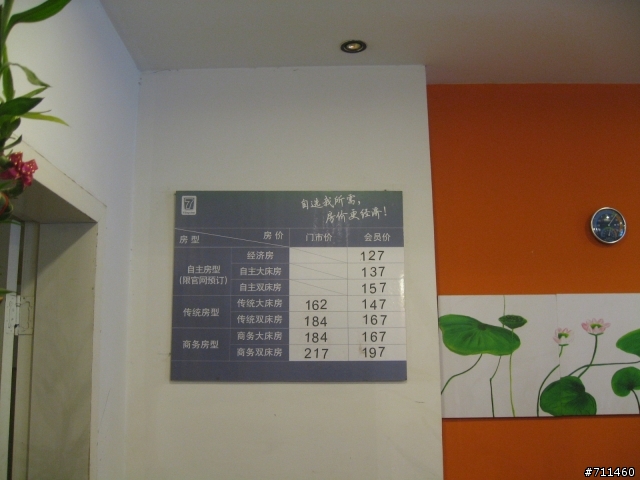 7
自选我所需,
房价更经济!
房型 房价 门市价 会员价
自主房型
(限官网预订)
经济房 127
自主大床房 137
自主双床房 157
传统房型
传统大床房 162 147
传统双床房 184 167
商务房型
商务大床房 184 167
商务双床房 217 197
#711460